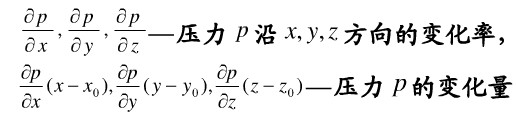 ∂p/∂x, ∂p/∂y, ∂p/∂z—压力 p 沿 x, y, z 方向的变化率，
∂p/∂x(x−x₀), ∂p/∂y(y−y₀), ∂p/∂z(z−z₀)—压力 p 的变化量